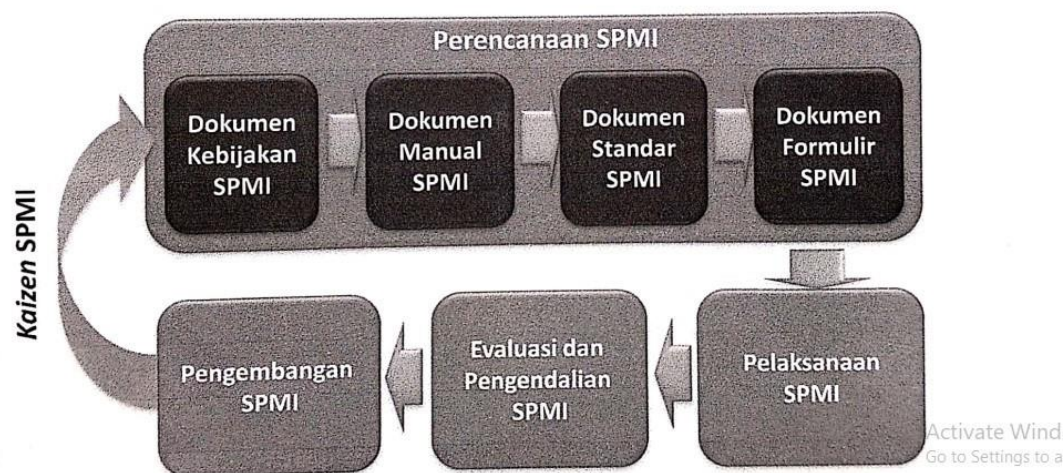 Perencanaan SPMI
Dokumen
Kebijakan
SPMI
Dokumen
Manual
SPMI
Dokumen
Standar
SPMI
Dokumen
Formulir
SPMI
Kaizen SPMI
Pengembangan
SPMI
Evaluasi dan
Pengendalian
SPMI
Pelaksanaan
SPMI
Activate Wind
Go to Settings to a